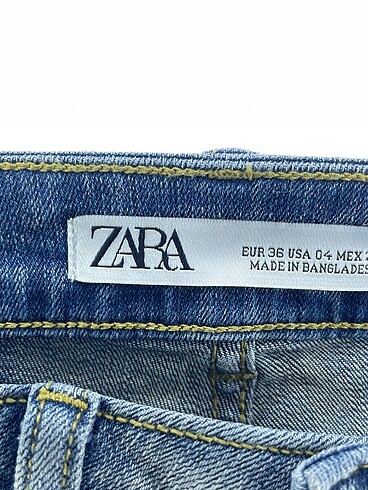 ZARA
EUR 36 USA 04 MEX
MADE IN BANGLADES